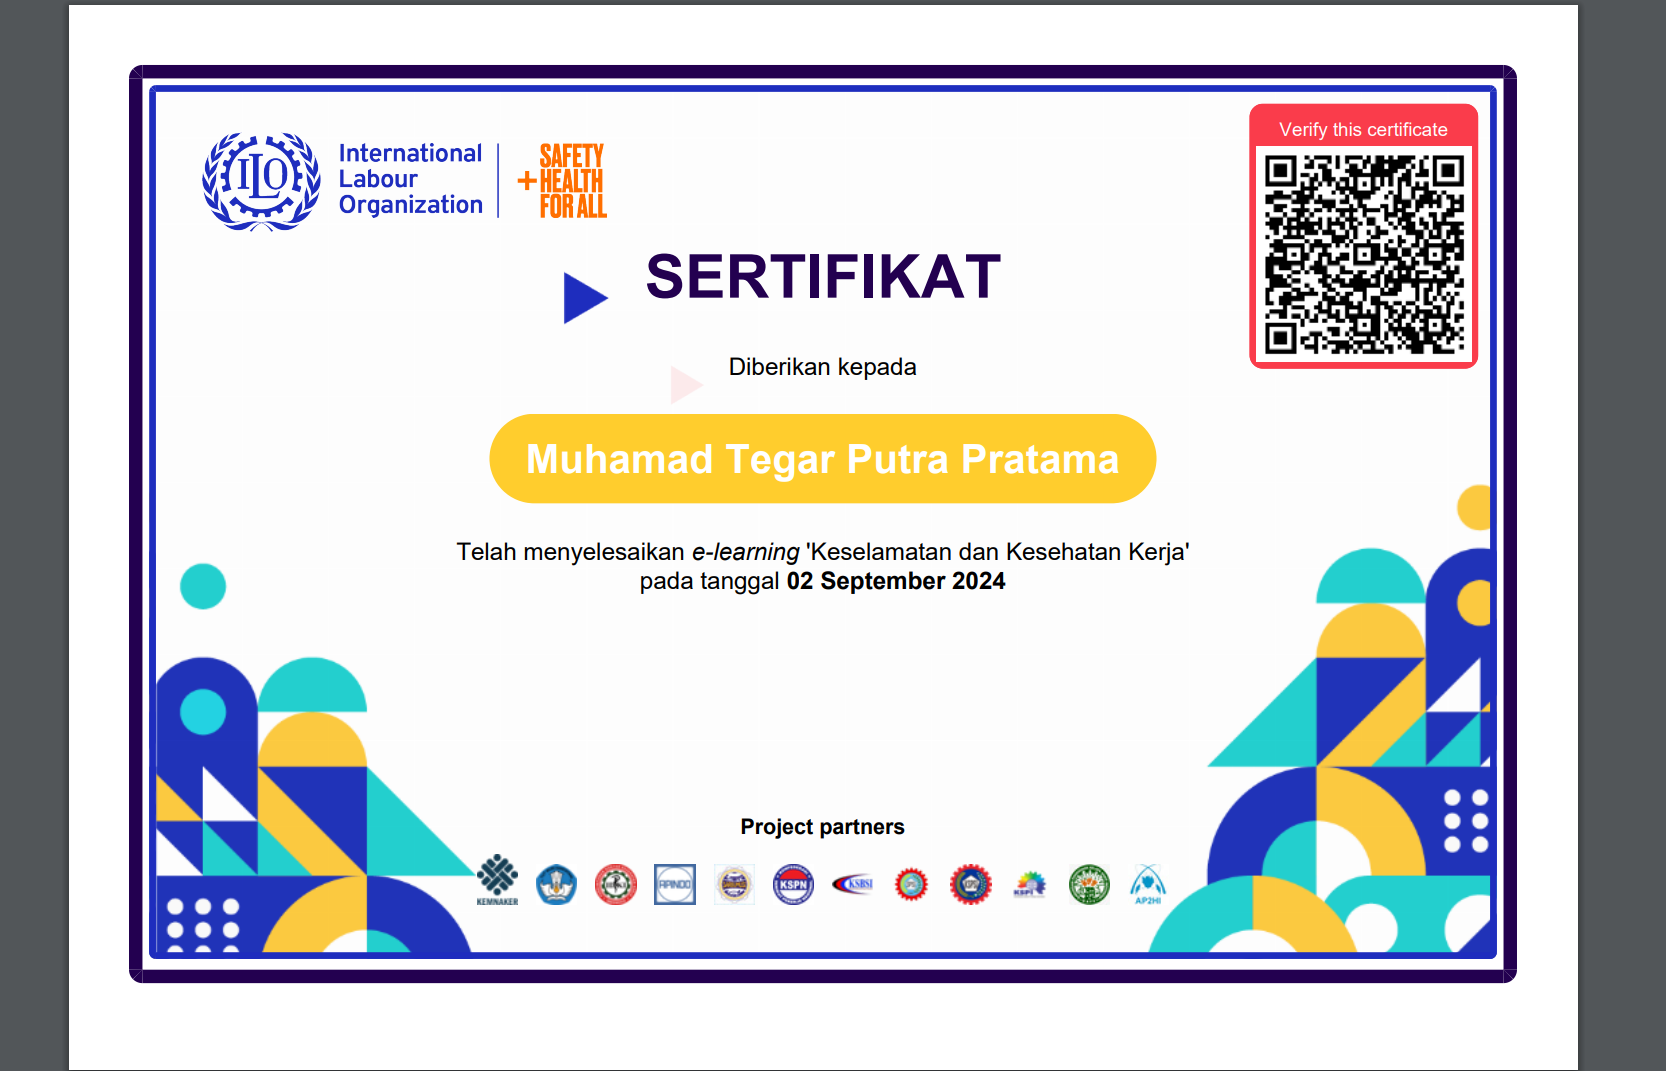 ILO
International
Labour
Organization
+ SAFETY
HEALTH
FOR ALL
Verify this certificate
SERTIFIKAT
Diberikan kepada
Muhamad Tegar Putra Pratama
Telah menyelesaikan e-learning 'Keselamatan dan Kesehatan Kerja'
pada tanggal 02 September 2024
Project partners
KEMNAKER
APINDO
KSPN
KSBSI
KSPI
AP2HI